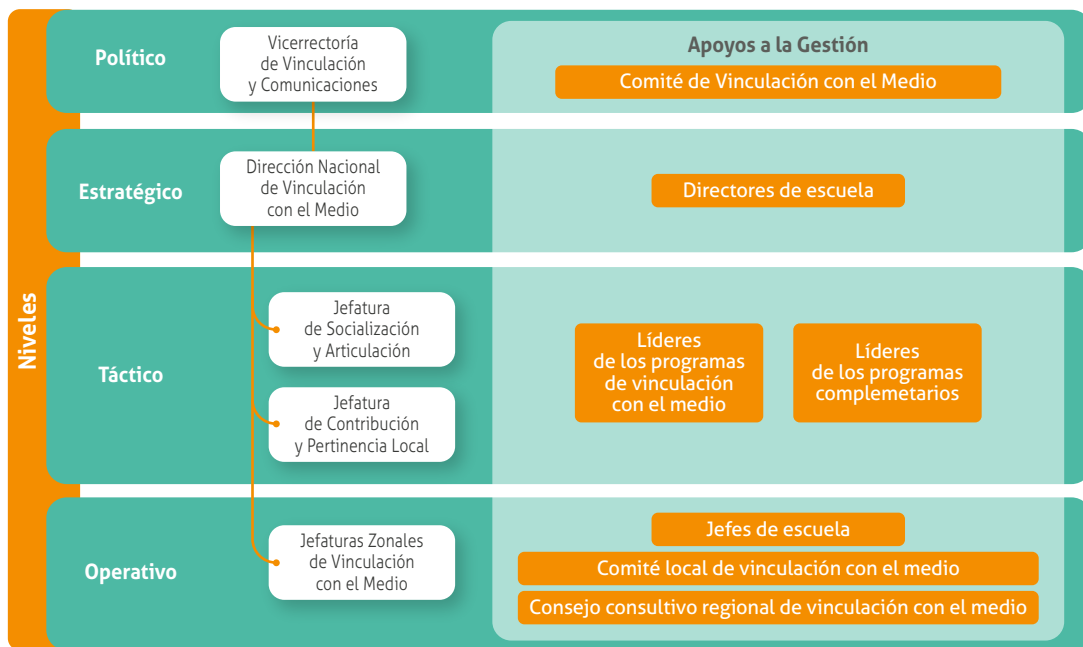 Niveles
Político
Vicerrectoría
de Vinculación
y Comunicaciones
Apoyos a la Gestión
Comité de Vinculación con el Medio
Estratégico
Dirección Nacional
de Vinculación
con el Medio
Directores de escuela
Táctico
Jefatura
de Socialización
y Articulación
Jefatura
de Contribución
y Pertinencia Local
Líderes
de los programas
de vinculación
con el medio
Líderes
de los programas
complemetarios
Operativo
Jefaturas Zonales
de Vinculación
con el Medio
Jefes de escuela
Comité local de vinculación con el medio
Consejo consultivo regional de vinculación con el medio